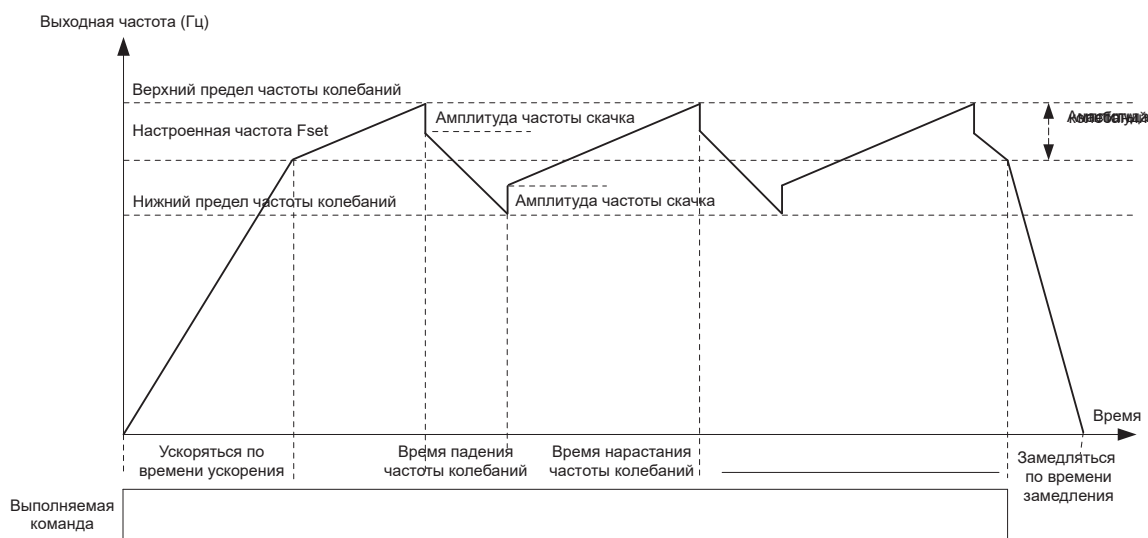 Выходная частота (Гц)
Верхний предел частоты колебаний
Амплитуда частоты скачка
Настроенная частота Fset
Нижний предел частоты колебаний
Амплитуда частоты скачка
Время
Ускоряться по
времени ускорения
Время падения
частоты колебаний
Время нарастания
частоты колебаний
Замедляться
по времени
замедления
Выполняемая
команда